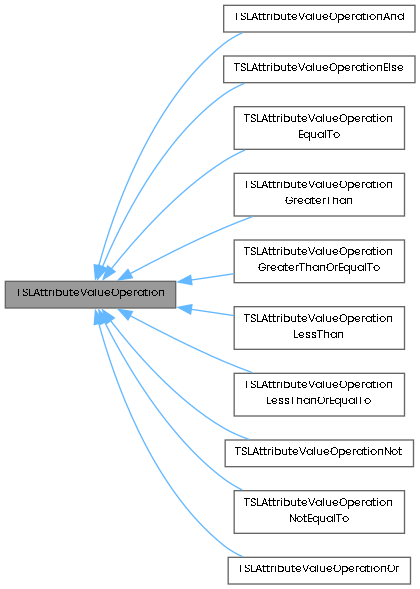 TSLAttributeValueOperationAnd
TSLAttributeValueOperationElse
TSLAttributeValueOperation
EqualTo
TSLAttributeValueOperation
GreaterThan
TSLAttributeValueOperation
GreaterThanOrEqualTo
TSLAttributeValueOperation
TSLAttributeValueOperation
LessThan
TSLAttributeValueOperation
LessThanOrEqualTo
TSLAttributeValueOperationNot
TSLAttributeValueOperation
NotEqualTo
TSLAttributeValueOperationOr